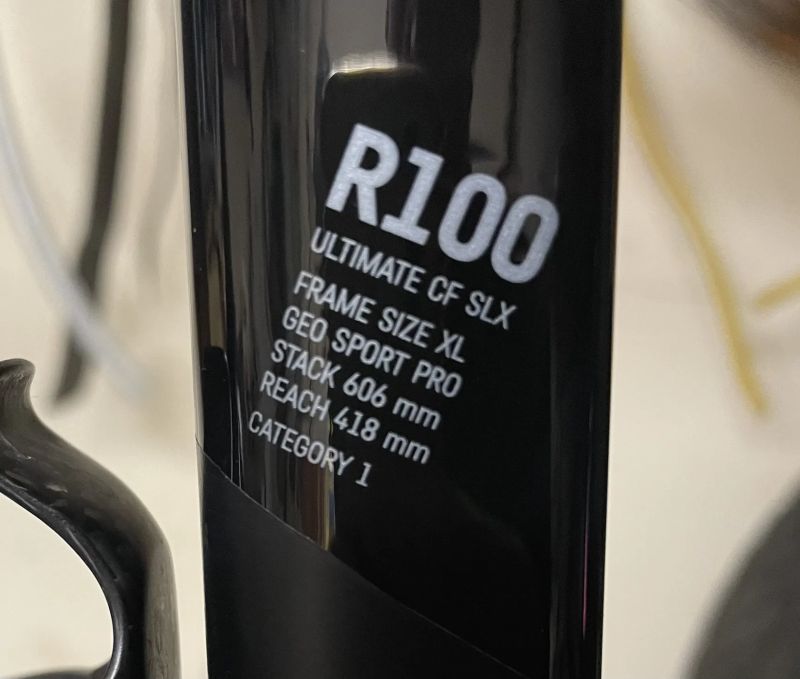 R100
ULTIMATE CF SLX
FRAME SIZE XL
GEO SPORT PRO
STACK 606 mm
REACH 418 mm
CATEGORY 1